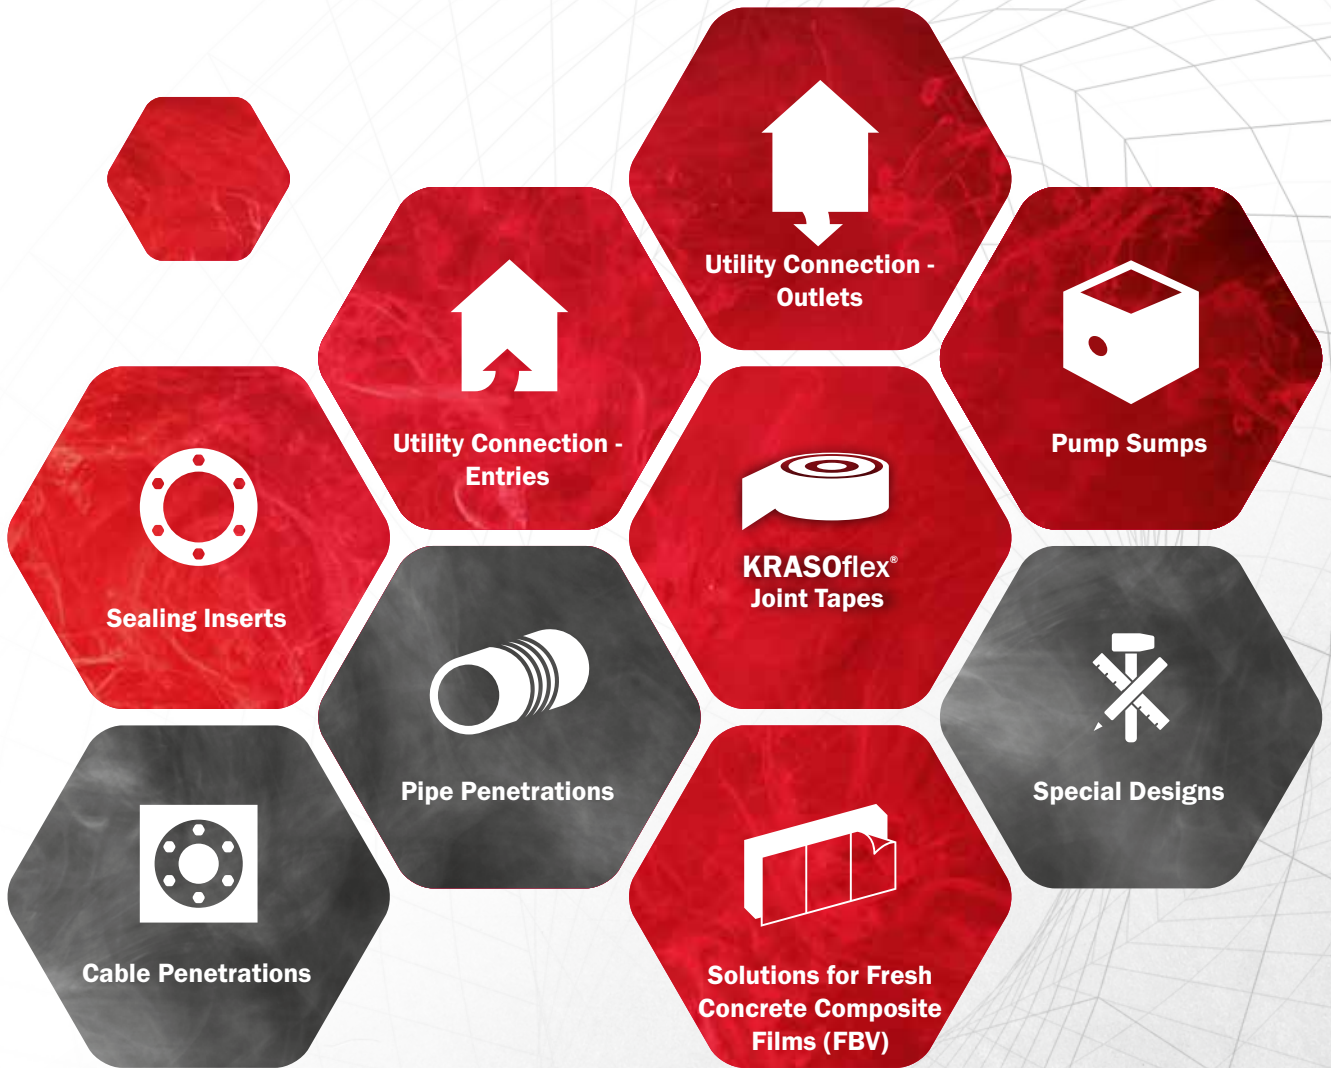 Utility Connection -
Outlets
Utility Connection -
Entries
Pump Sumps
Sealing Inserts
KRASOflex®
Joint Tapes
Pipe Penetrations
Special Designs
Cable Penetrations
Solutions for Fresh
Concrete Composite
Films (FBV)